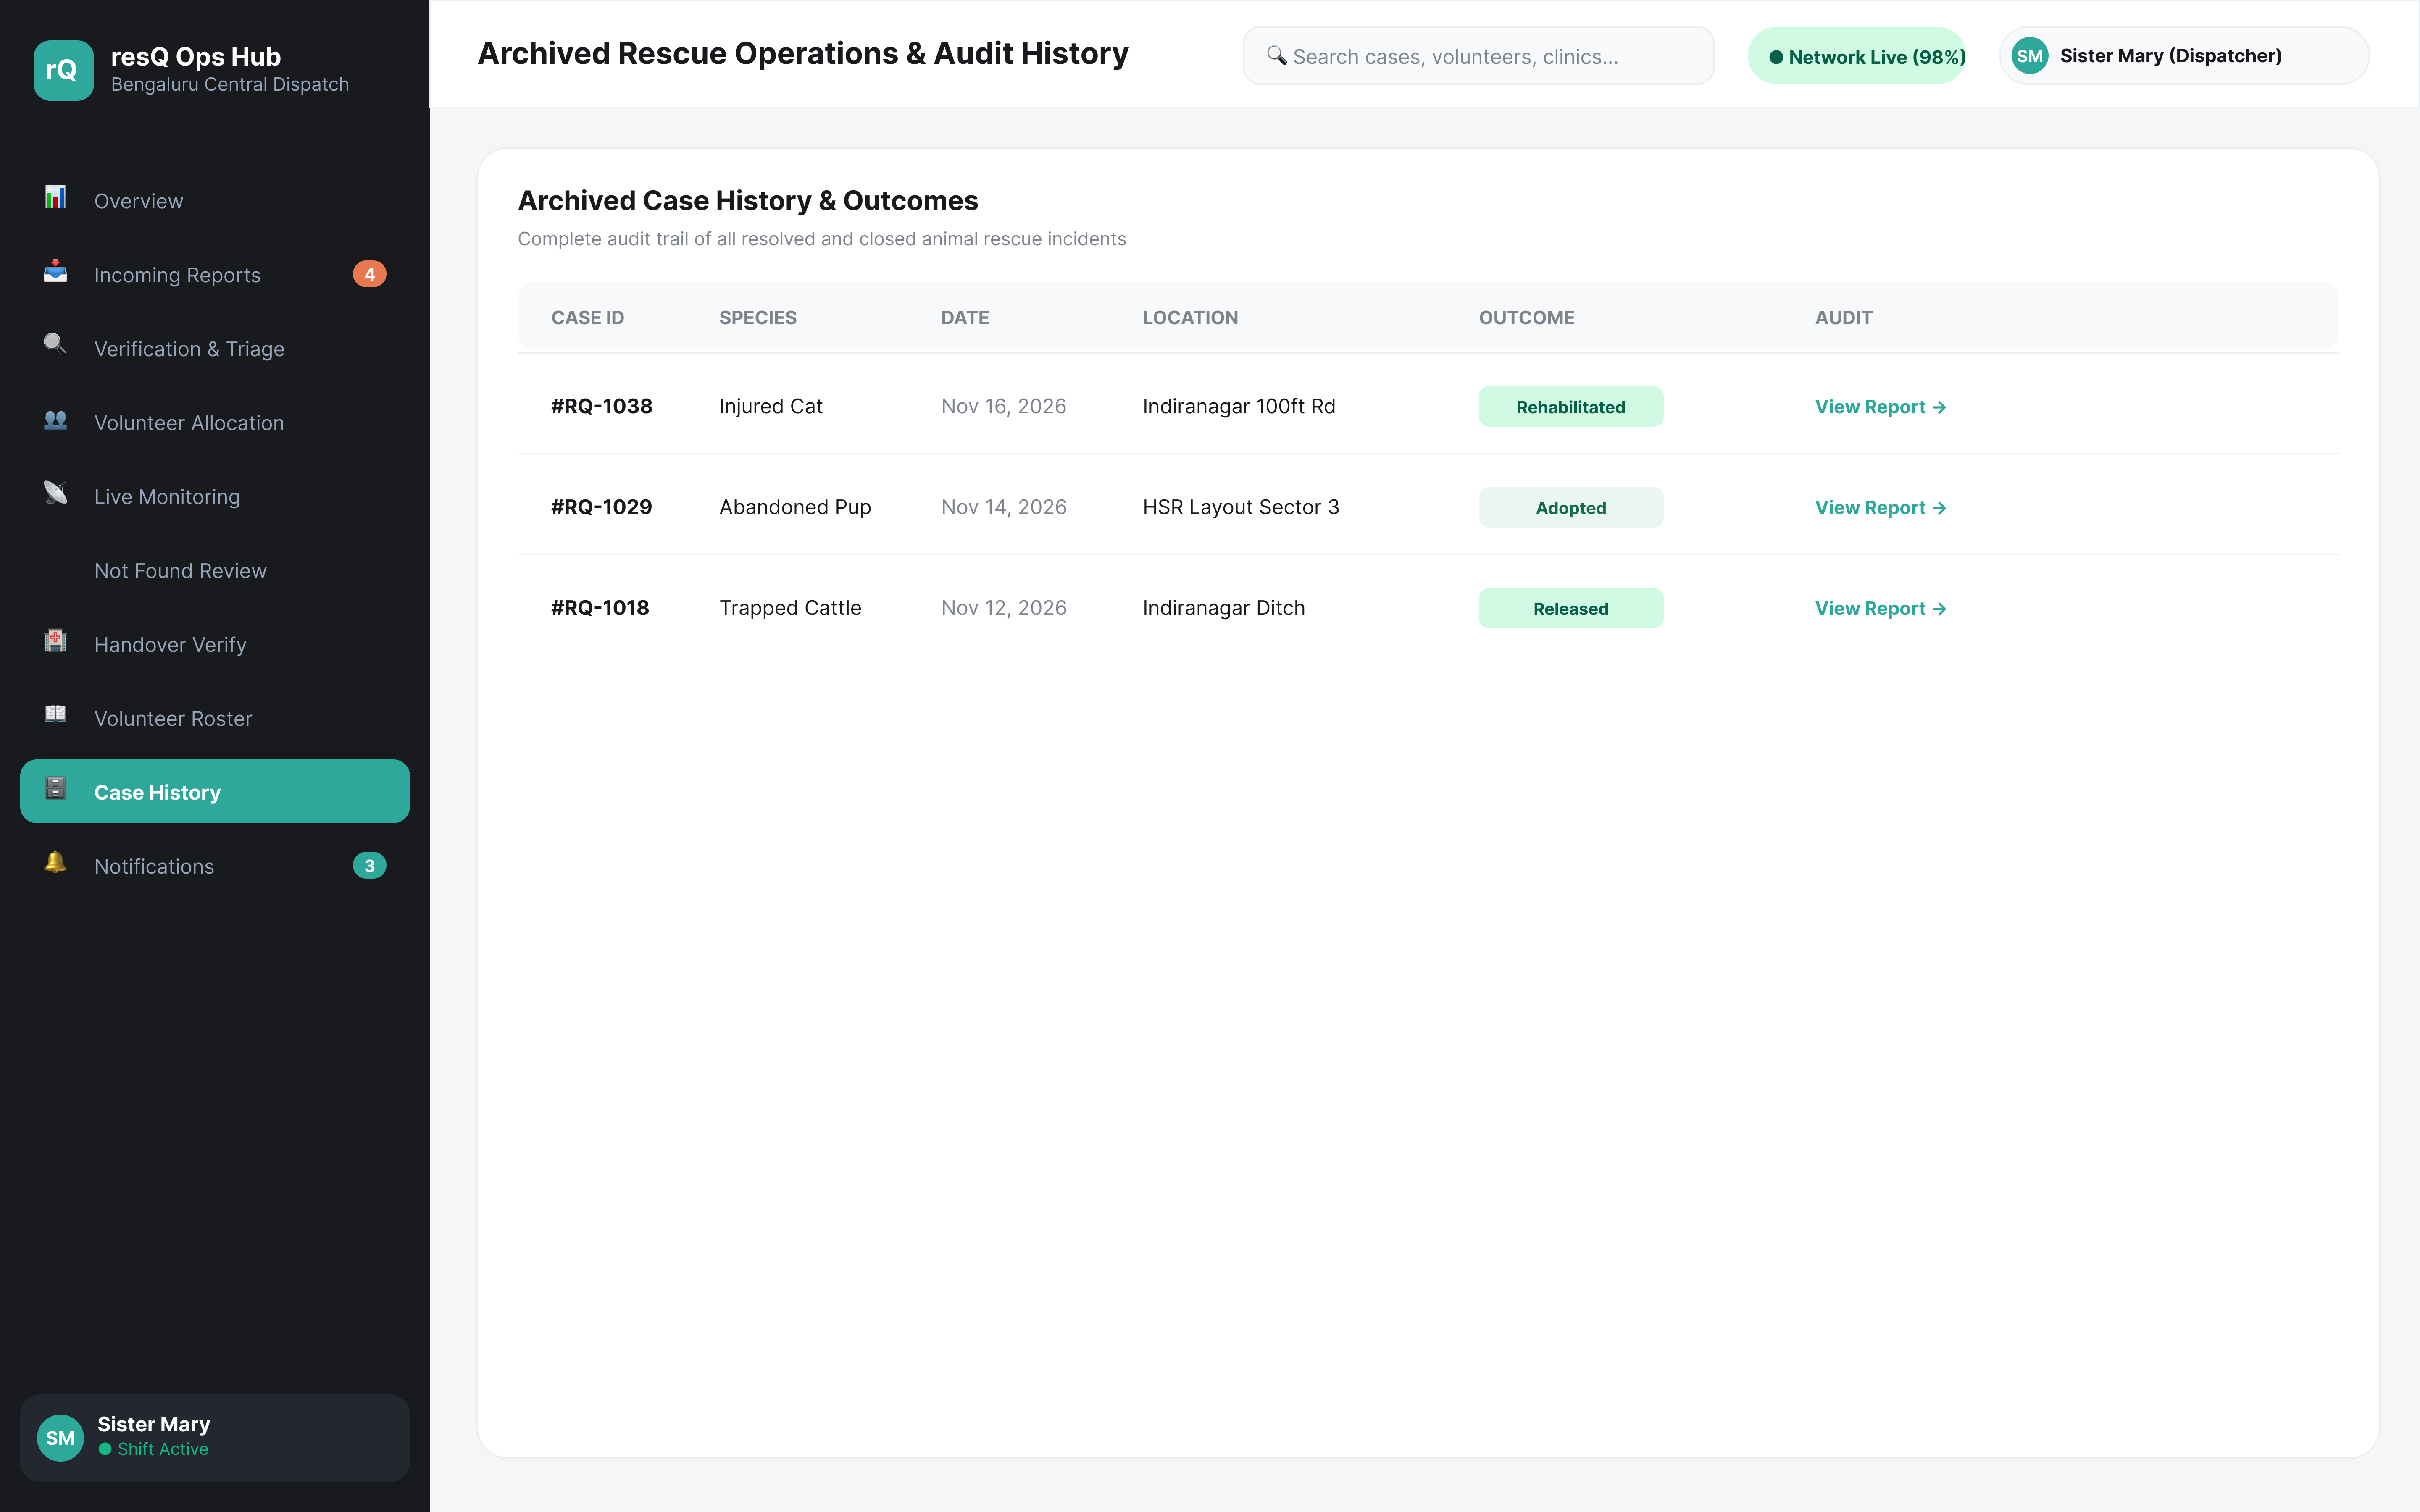 rQ
resQ Ops Hub
Bengaluru Central Dispatch
Overview
Incoming Reports 4
Verification & Triage
Volunteer Allocation
Live Monitoring
Not Found Review
Handover Verify
Volunteer Roster
Case History
Notifications 3
SM
Sister Mary
Shift Active
Archived Rescue Operations & Audit History
Search cases, volunteers, clinics...
Network Live (98%)
SM Sister Mary (Dispatcher)
Archived Case History & Outcomes
Complete audit trail of all resolved and closed animal rescue incidents
CASE ID SPECIES DATE LOCATION OUTCOME AUDIT
#RQ-1038 Injured Cat Nov 16, 2026 Indiranagar 100ft Rd Rehabilitated View Report →
#RQ-1029 Abandoned Pup Nov 14, 2026 HSR Layout Sector 3 Adopted View Report →
#RQ-1018 Trapped Cattle Nov 12, 2026 Indiranagar Ditch Released View Report →